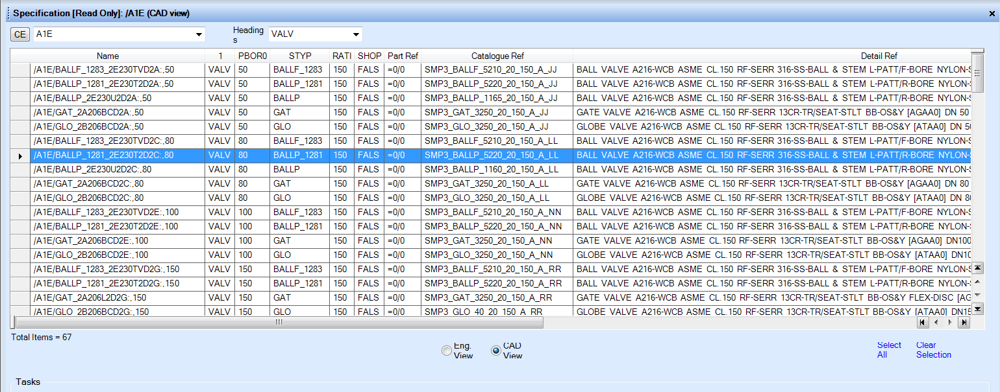 Specification [Read Only]: /A1E (CAD view)
CE A1E Headings VALV
Name 1 PBOR0 STYP RATI SHOP Part Ref Catalogue Ref Detail Ref
/A1E/BALLF_1283_2E230TVD2A:,50 VALV 50 BALLF_1283 150 FALS =0/0 SMP3_BALLF_5210_20_150_A_JJ BALL VALVE A216-WCB ASME CL.150 RF-SERR 316-SS-BALL & STEM L-PATT/F-BORE NYLON-S
/A1E/BALLP_1281_2E230T2D2A:,50 VALV 50 BALLP_1281 150 FALS =0/0 SMP3_BALLP_5220_20_150_A_JJ BALL VALVE A216-WCB ASME CL.150 RF-SERR 316-SS-BALL & STEM L-PATT/R-BORE NYLON-S
/A1E/BALLP_2E230U2D2A:,50 VALV 50 BALLP 150 FALS =0/0 SMP3_BALLP_1165_20_150_A_JJ BALL VALVE A216-WCB ASME CL.150 RF-SERR 316-SS-BALL & STEM L-PATT/R-BORE NYLON-S
/A1E/GAT_2A206BCD2A:,50 VALV 50 GAT 150 FALS =0/0 SMP3_GAT_3250_20_150_A_JJ GATE VALVE A216-WCB ASME CL.150 RF-SERR 13CR-TR/SEAT-STLT BB-OS&Y [AGAA0] DN 50
/A1E/GLO_2B206BCD2A:,50 VALV 50 GLO 150 FALS =0/0 SMP3_GLO_3250_20_150_A_JJ GLOBE VALVE A216-WCB ASME CL.150 RF-SERR 13CR-TR/SEAT-STLT BB-OS&Y [ATAA0] DN 50
/A1E/BALLF_1283_2E230TVD2C:,80 VALV 80 BALLF_1283 150 FALS =0/0 SMP3_BALLF_5210_20_150_A_LL BALL VALVE A216-WCB ASME CL.150 RF-SERR 316-SS-BALL & STEM L-PATT/F-BORE NYLON-S
/A1E/BALLP_1281_2E230T2D2C:,80 VALV 80 BALLP_1281 150 FALS =0/0 SMP3_BALLP_5220_20_150_A_LL BALL VALVE A216-WCB ASME CL.150 RF-SERR 316-SS-BALL & STEM L-PATT/R-BORE NYLON-S
/A1E/BALLP_2E230U2D2C:,80 VALV 80 BALLP 150 FALS =0/0 SMP3_BALLP_1160_20_150_A_LL BALL VALVE A216-WCB ASME CL.150 RF-SERR 316-SS-BALL & STEM L-PATT/R-BORE NYLON-S
/A1E/GAT_2A206BCD2C:,80 VALV 80 GAT 150 FALS =0/0 SMP3_GAT_3250_20_150_A_LL GATE VALVE A216-WCB ASME CL.150 RF-SERR 13CR-TR/SEAT-STLT BB-OS&Y [AGAA0] DN 80
/A1E/GLO_2B206BCD2C:,80 VALV 80 GLO 150 FALS =0/0 SMP3_GLO_3250_20_150_A_LL GLOBE VALVE A216-WCB ASME CL.150 RF-SERR 13CR-TR/SEAT-STLT BB-OS&Y [ATAA0] DN 80
/A1E/BALLF_1283_2E230TVD2E:,100 VALV 100 BALLF_1283 150 FALS =0/0 SMP3_BALLF_5210_20_150_A_NN BALL VALVE A216-WCB ASME CL.150 RF-SERR 316-SS-BALL & STEM L-PATT/F-BORE NYLON-S
/A1E/BALLP_1281_2E230T2D2E:,100 VALV 100 BALLP_1281 150 FALS =0/0 SMP3_BALLP_5220_20_150_A_NN BALL VALVE A216-WCB ASME CL.150 RF-SERR 316-SS-BALL & STEM L-PATT/R-BORE NYLON-S
/A1E/GAT_2A206BCD2E:,100 VALV 100 GAT 150 FALS =0/0 SMP3_GAT_3250_20_150_A_NN GATE VALVE A216-WCB ASME CL.150 RF-SERR 13CR-TR/SEAT-STLT BB-OS&Y [AGAA0] DN100
/A1E/GLO_2B206BCD2E:,100 VALV 100 GLO 150 FALS =0/0 SMP3_GLO_3250_20_150_A_NN GLOBE VALVE A216-WCB ASME CL.150 RF-SERR 13CR-TR/SEAT-STLT BB-OS&Y [ATAA0] DN10
/A1E/BALLF_1283_2E230TVD2G:,150 VALV 150 BALLF_1283 150 FALS =0/0 SMP3_BALLF_5210_20_150_A_RR BALL VALVE A216-WCB ASME CL.150 RF-SERR 316-SS-BALL & STEM L-PATT/F-BORE NYLON-S
/A1E/BALLP_1281_2E230T2D2G:,150 VALV 150 BALLP_1281 150 FALS =0/0 SMP3_BALLP_5220_20_150_A_RR BALL VALVE A216-WCB ASME CL.150 RF-SERR 316-SS-BALL & STEM L-PATT/R-BORE NYLON-S
/A1E/GAT_2A206L2D2G:,150 VALV 150 GAT 150 FALS =0/0 SMP3_GAT_3250_20_150_A_RR GATE VALVE A216-WCB ASME CL.150 RF-SERR 13CR-TR/SEAT-STLT BB-OS&Y FLEX-DISC [AG
/A1E/GLO_2B206BCD2G:,150 VALV 150 GLO 150 FALS =0/0 SMP3_GLO_40_20_150_A_RR GLOBE VALVE A216-WCB ASME CL.150 RF-SERR 13CR-TR/SEAT-STLT BB-OS&Y [ATAA0] DN15
Total Items = 67
Eng. View CAD View Select All Clear Selection
Tasks